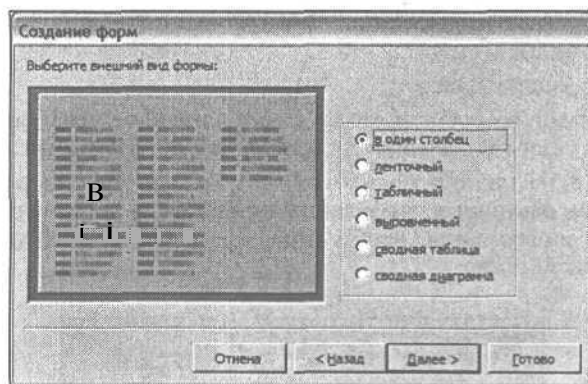 Создание форм
Выберите внешний вид формы:
в один столбец
ленточный
табличный
выровненный
сводная таблица
сводная диаграмма
B
i i
Отмена
< Назад
Далее >
Готово